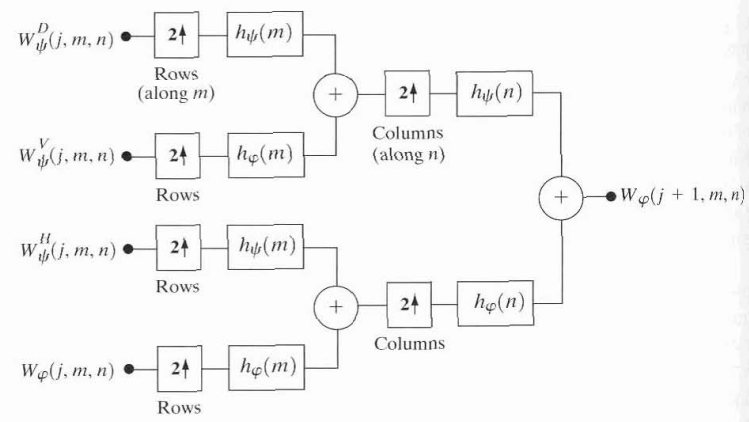 W_ψ^D(j, m, n) 2↑ h_ψ(m)
Rows
(along m)
+ 2↑ h_ψ(n)
Columns
(along n)
W_ψ^V(j, m, n) 2↑ h_φ(m)
Rows
+ W_φ(j + 1, m, n)
W_ψ^H(j, m, n) 2↑ h_ψ(m)
Rows
+ 2↑ h_φ(n)
Columns
W_φ(j, m, n) 2↑ h_φ(m)
Rows